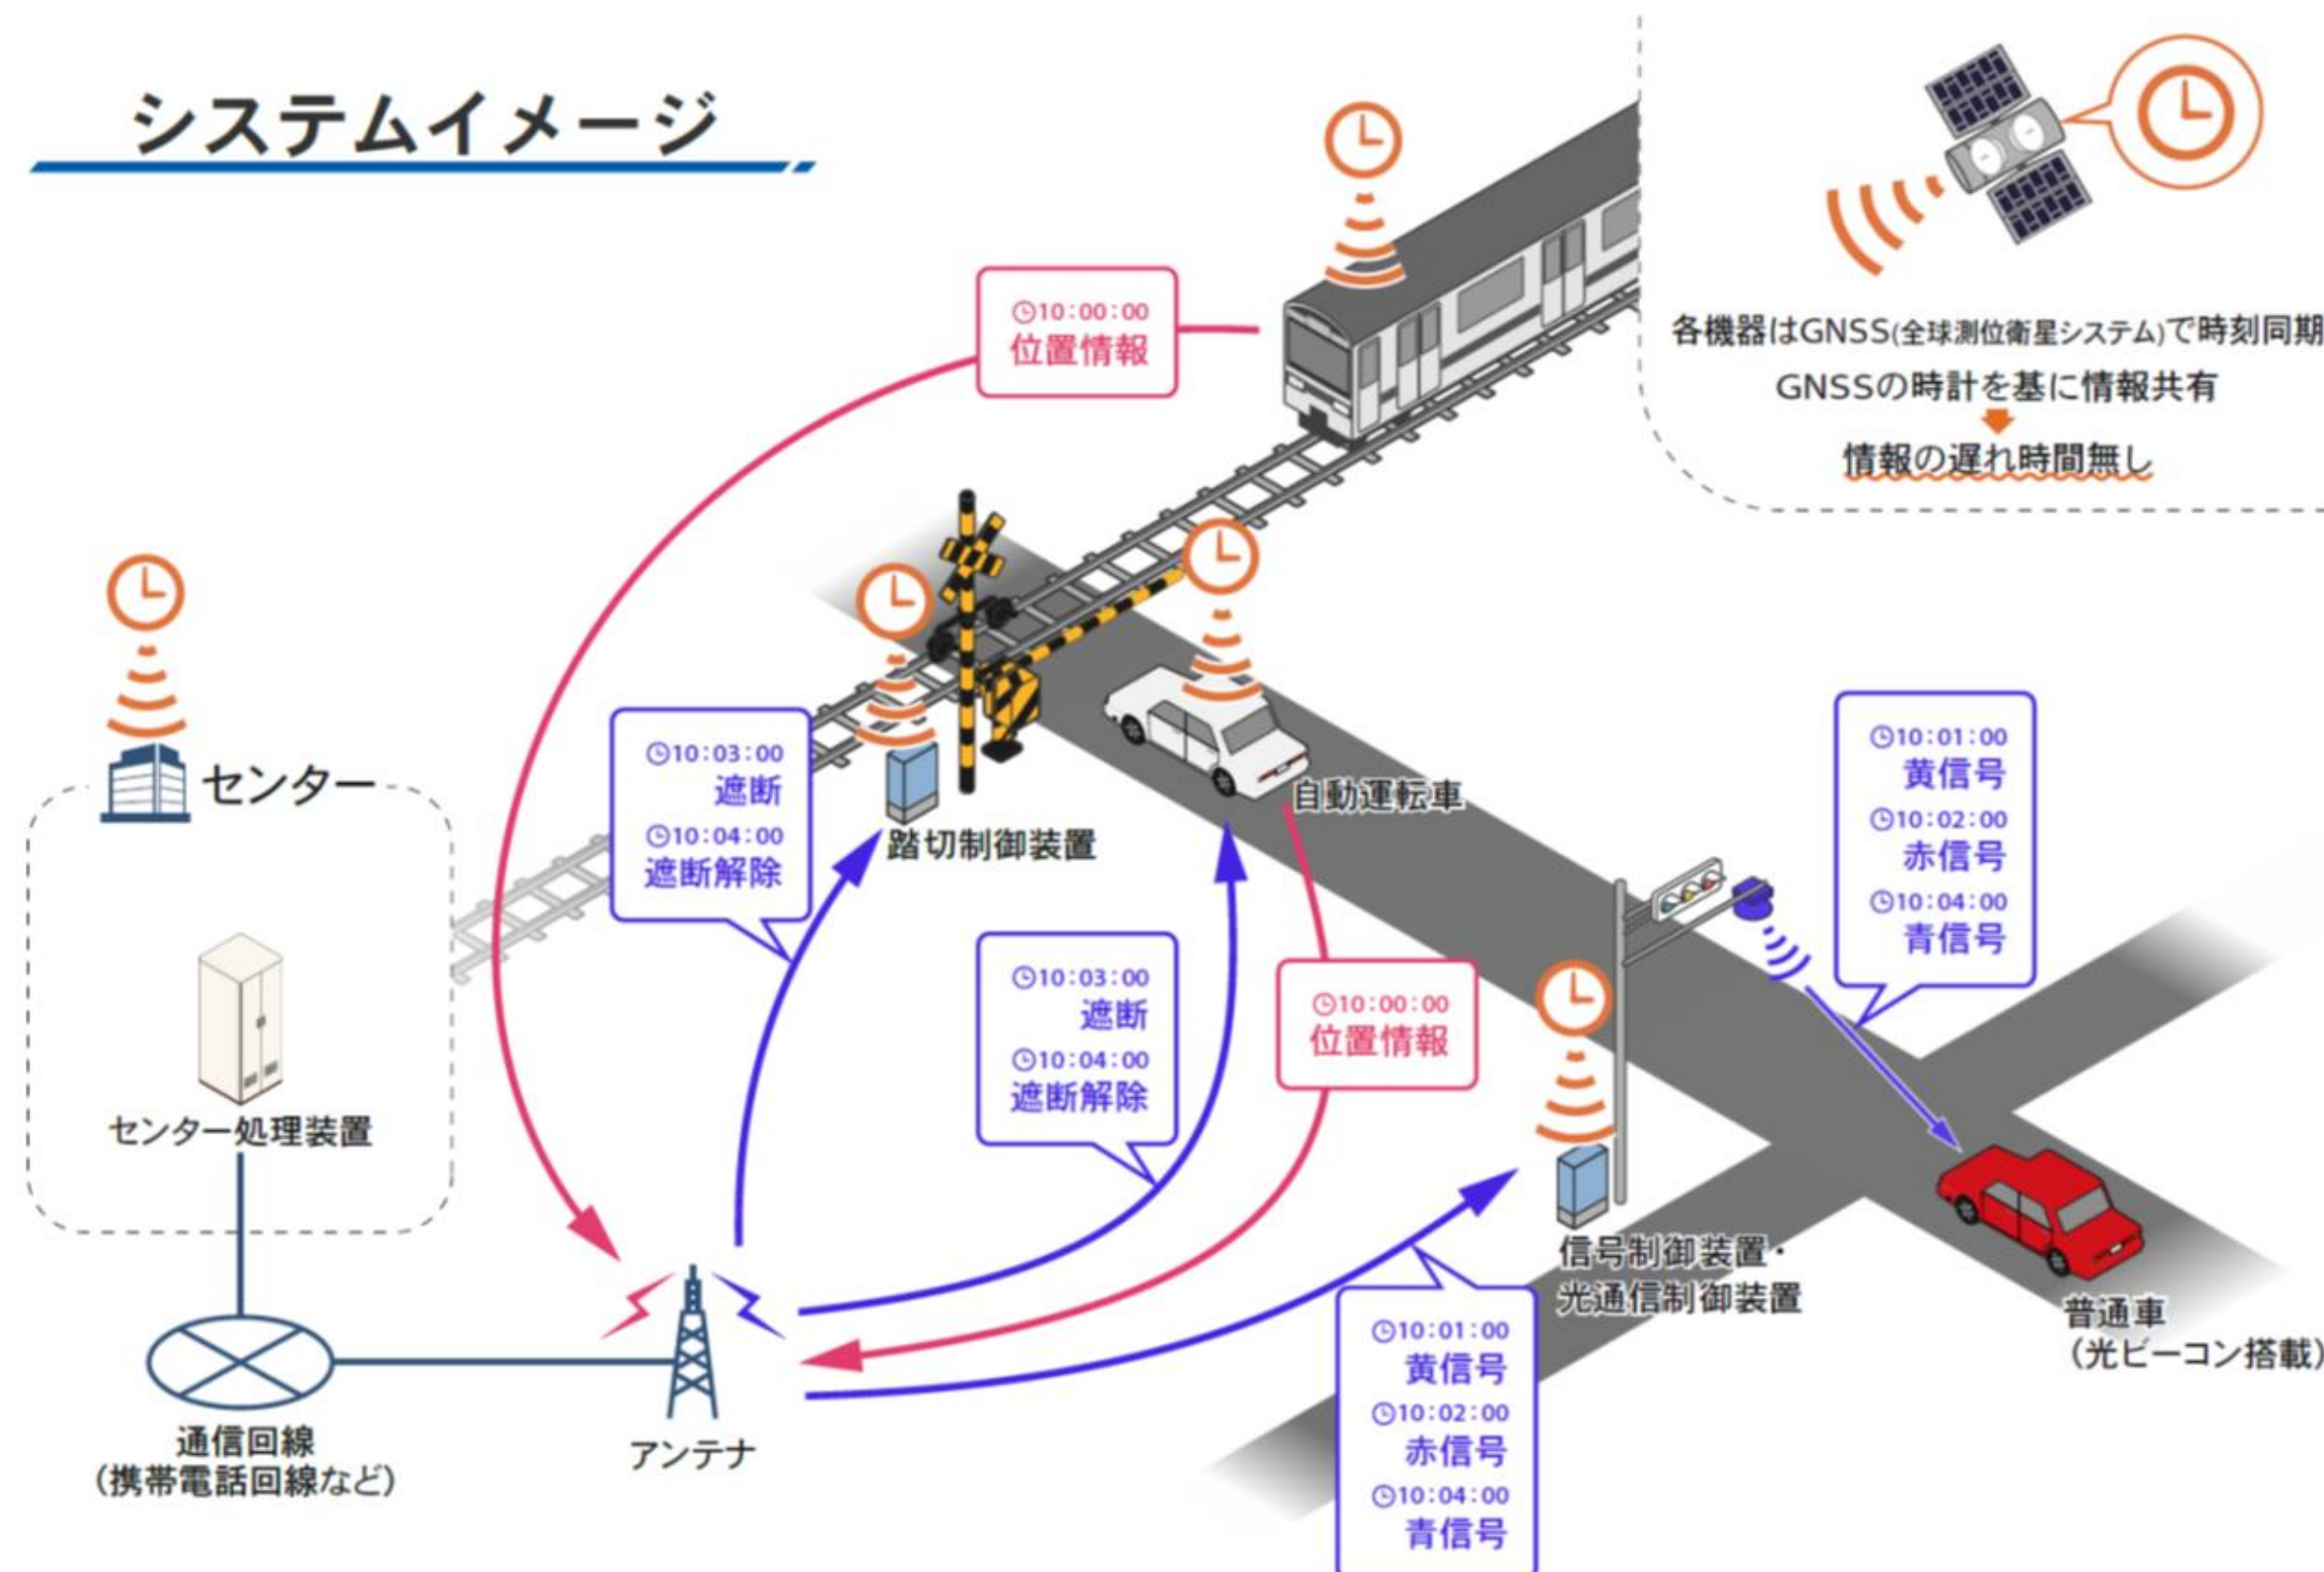 システムイメージ
各機器はGNSS(全球測位衛星システム)で時刻同期
GNSSの時計を基に情報共有
情報の遅れ時間無し
10:00:00
位置情報
センター
センター処理装置
通信回線
(携帯電話回線など)
アンテナ
10:03:00
遮断
10:04:00
遮断解除
踏切制御装置
自動運転車
10:03:00
遮断
10:04:00
遮断解除
10:00:00
位置情報
10:01:00
黄信号
10:02:00
赤信号
10:04:00
青信号
信号制御装置・
光通信制御装置
10:01:00
黄信号
10:02:00
赤信号
10:04:00
青信号
普通車
(光ビーコン搭載)